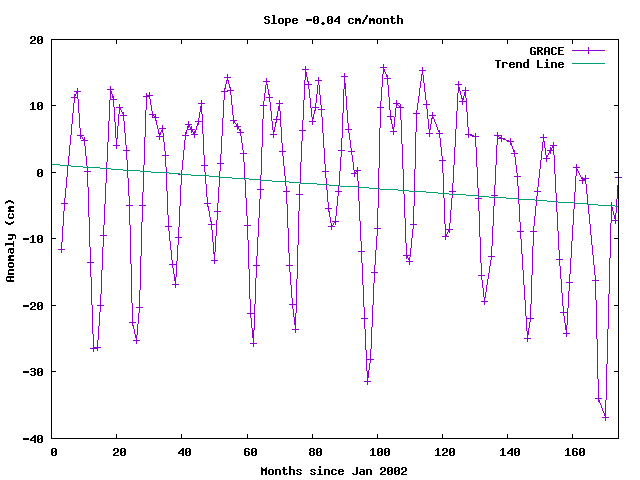 Slope -0.04 cm/month
GRACE
Trend Line
20
10
0
-10
-20
-30
-40
Anomaly (cm)
0 20 40 60 80 100 120 140 160
Months since Jan 2002